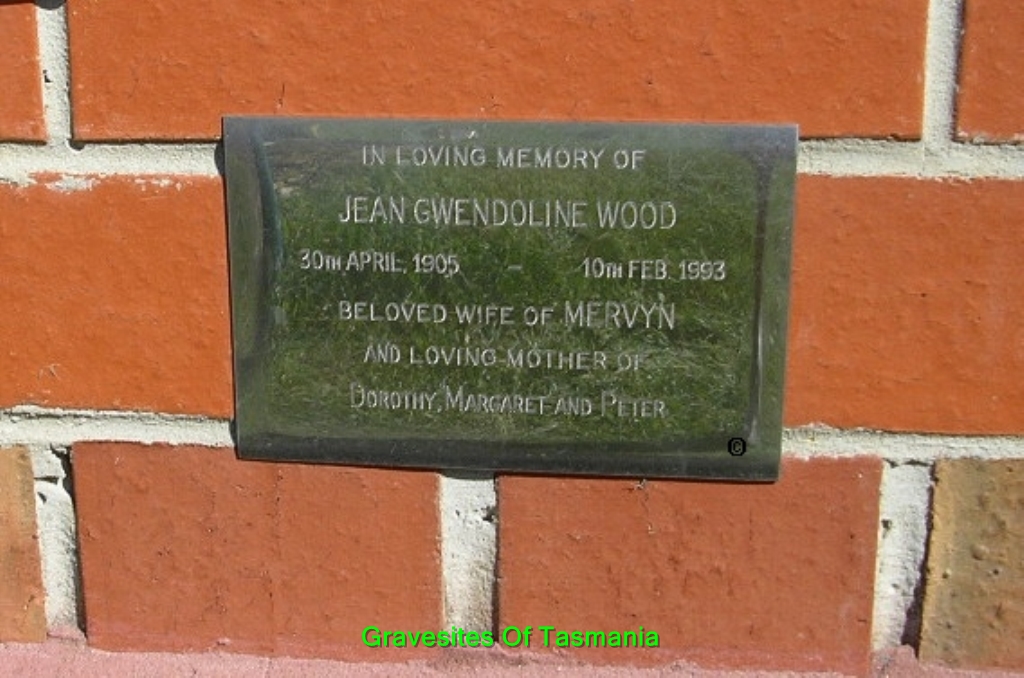 IN LOVING MEMORY OF
JEAN GWENDOLINE WOOD
30TH APRIL, 1905 – 10TH FEB. 1993
BELOVED WIFE OF MERVYN
AND LOVING MOTHER OF
DOROTHY, MARGARET AND PETER
©
Gravesites Of Tasmania